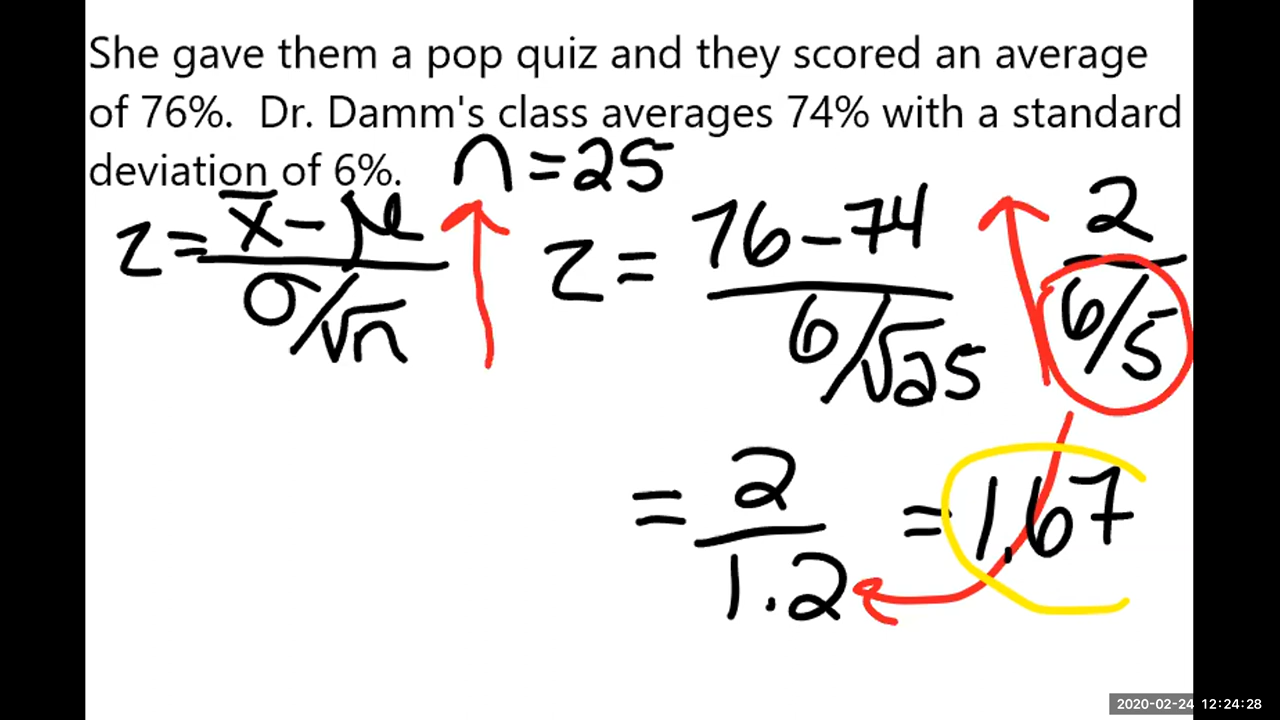 She gave them a pop quiz and they scored an average
of 76%. Dr. Damm's class averages 74% with a standard
deviation of 6%. n = 25
z = x̄ - μ / σ/√n
z = 76 - 74 / 6/√25
2 / 6/5
= 2 / 1.2 = 1.67
2020-02-24 12:24:28